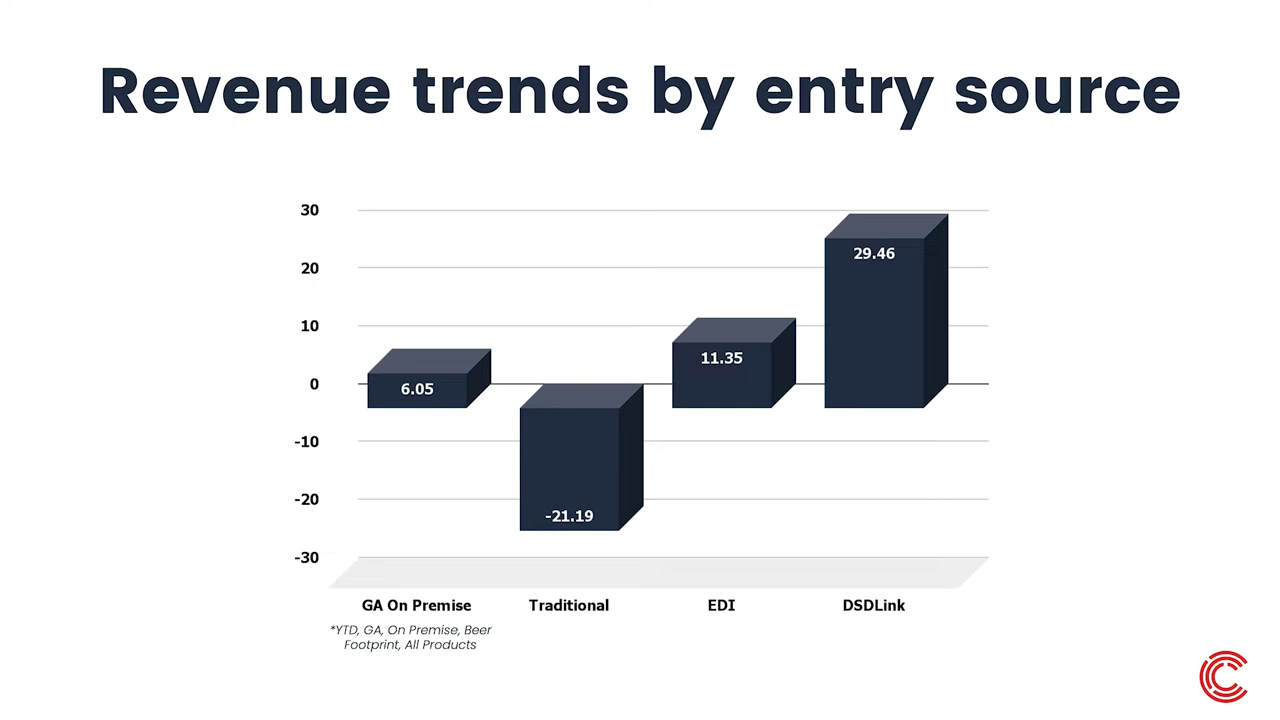 Revenue trends by entry source
30
20
10
0
-10
-20
-30
6.05
-21.19
11.35
29.46
GA On Premise
Traditional
EDI
DSDLink
*YTD, GA, On Premise, Beer
Footprint, All Products